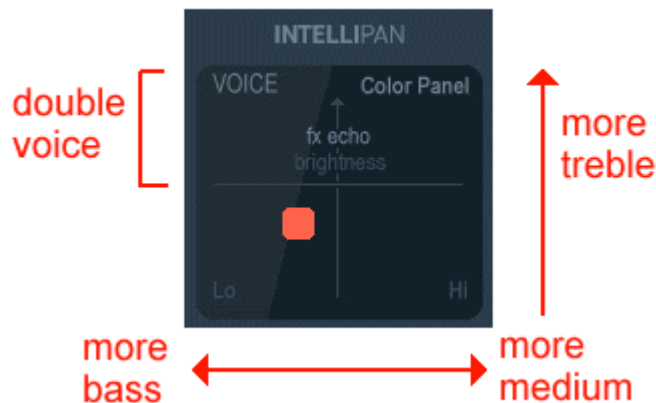 INTELLIPAN
VOICE Color Panel
double
voice
fx echo
brightness
more
treble
Lo Hi
more
bass
more
medium